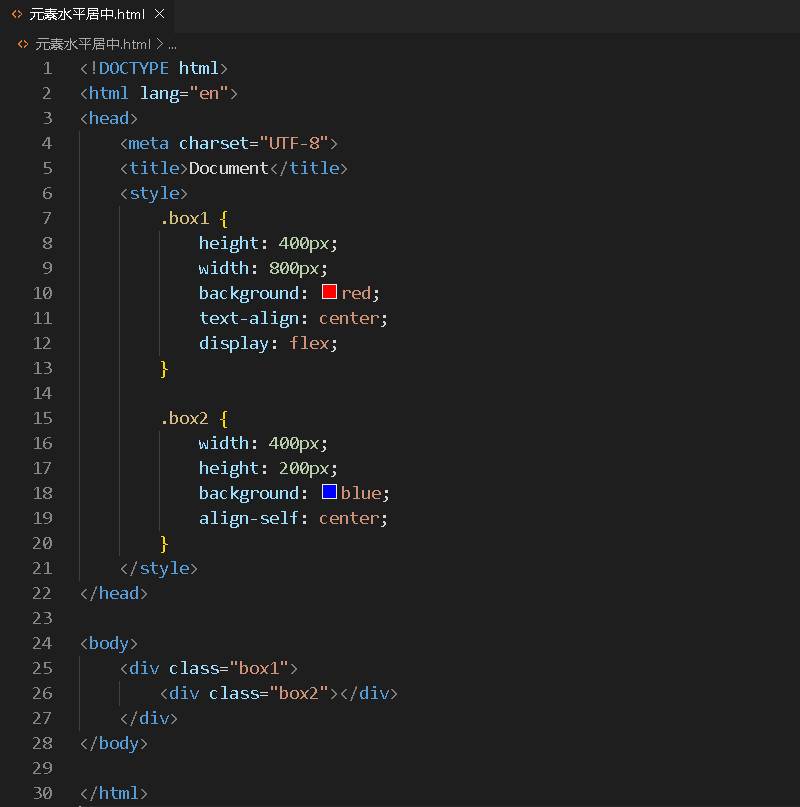 元素水平居中.html
元素水平居中.html > ...
1 <!DOCTYPE html>
2 <html lang="en">
3 <head>
4     <meta charset="UTF-8">
5     <title>Document</title>
6     <style>
7         .box1 {
8             height: 400px;
9             width: 800px;
10             background: red;
11             text-align: center;
12             display: flex;
13         }
14
15         .box2 {
16             width: 400px;
17             height: 200px;
18             background: blue;
19             align-self: center;
20         }
21     </style>
22 </head>
23
24 <body>
25     <div class="box1">
26         <div class="box2"></div>
27     </div>
28 </body>
29
30 </html>